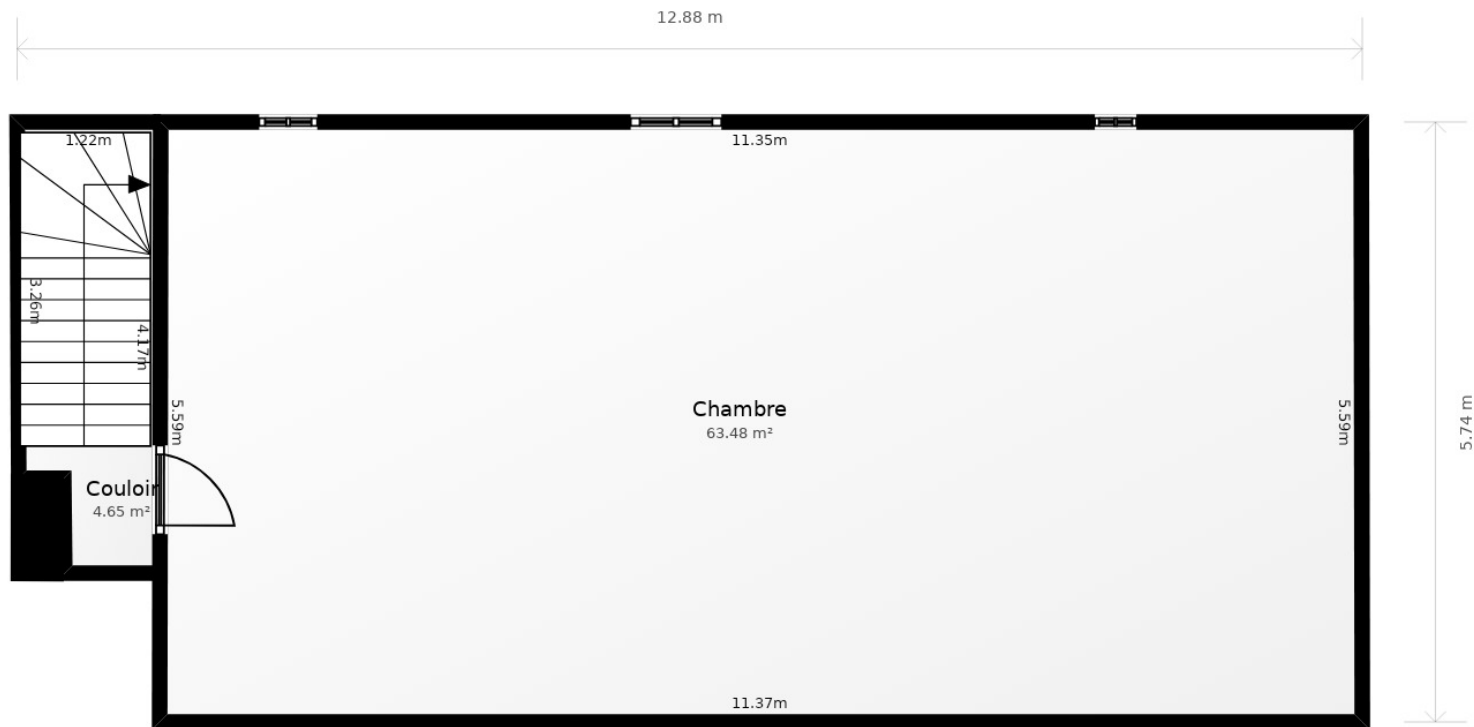 12.88 m
1.22m
11.35m
3.26m
4.17m
5.59m
Chambre
63.48 m²
5.59m
5.74 m
Couloir
4.65 m²
11.37m